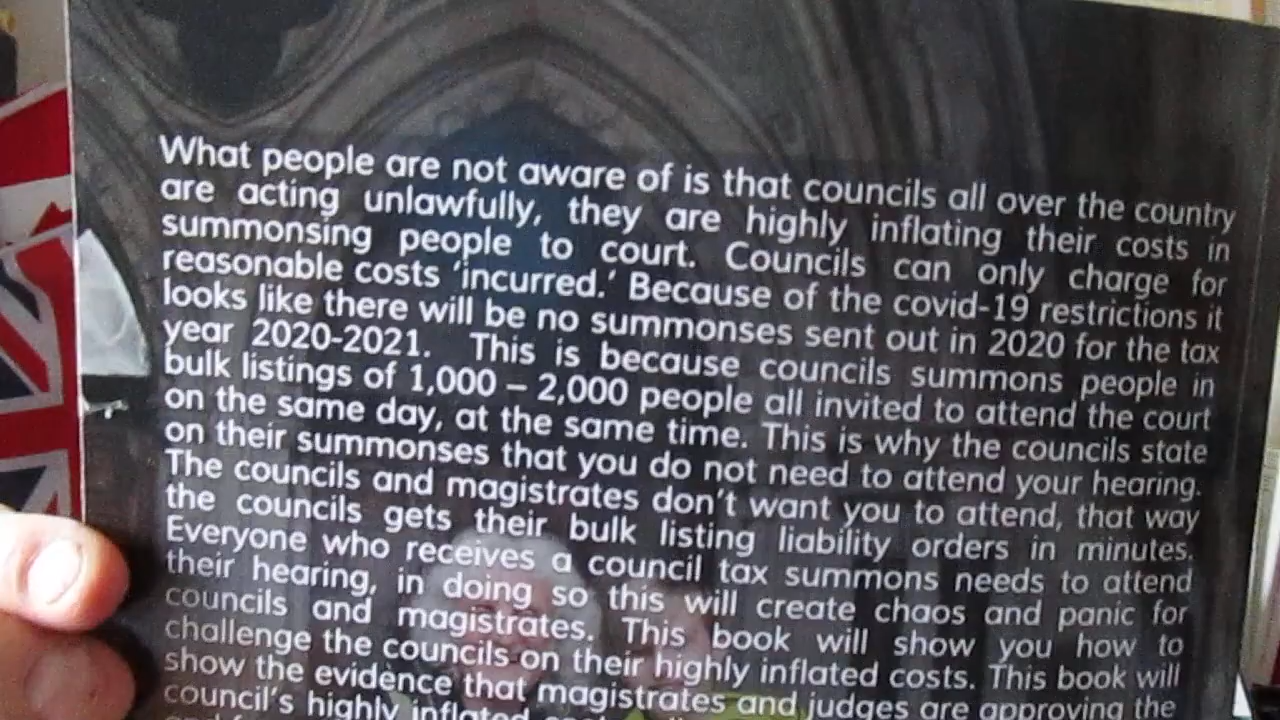 What people are not aware of is that councils all over the country
are acting unlawfully, they are highly inflating their costs in
summonsing people to court. Councils can only charge for
reasonable costs 'incurred.' Because of the covid-19 restrictions it
looks like there will be no summonses sent out in 2020 for the tax
year 2020-2021. This is because councils summons people in
bulk listings of 1,000 – 2,000 people all invited to attend the court
on the same day, at the same time. This is why the councils state
on their summonses that you do not need to attend your hearing.
The councils and magistrates don't want you to attend, that way
the councils gets their bulk listing liability orders in minutes.
Everyone who receives a council tax summons needs to attend
their hearing, in doing so this will create chaos and panic for
councils and magistrates. This book will show you how to
challenge the councils on their highly inflated costs. This book will
show the evidence that magistrates and judges are approving the
council's highly inflated